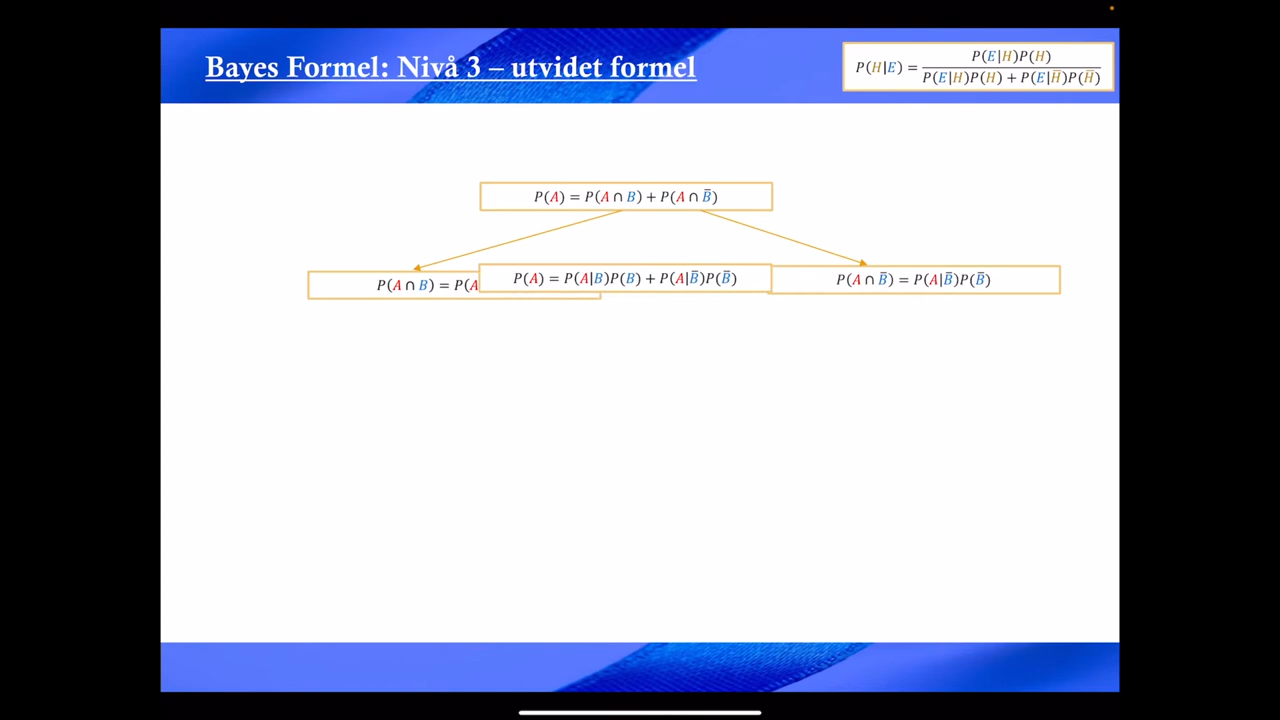 Bayes Formel: Nivå 3 – utvidet formel
P(H|E) = P(E|H)P(H) / P(E|H)P(H) + P(E|H̅)P(H̅)
P(A) = P(A ∩ B) + P(A ∩ B̅)
P(A ∩ B) = P(A
P(A) = P(A|B)P(B) + P(A|B̅)P(B̅)
P(A ∩ B̅) = P(A|B̅)P(B̅)